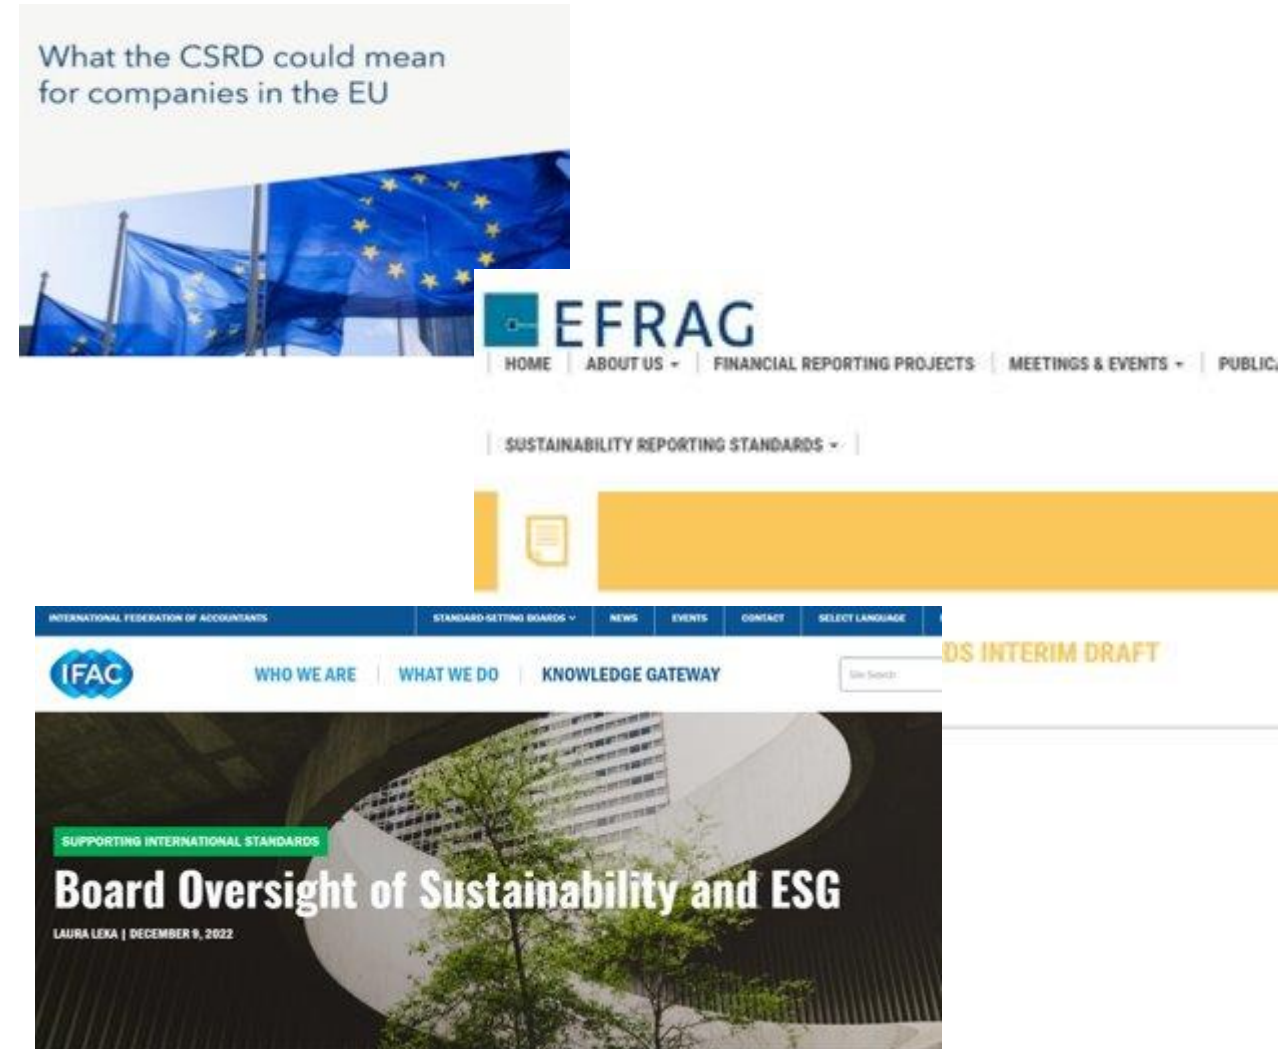 What the CSRD could mean
for companies in the EU
EFRAG
HOME ABOUT US FINANCIAL REPORTING PROJECTS MEETINGS & EVENTS
SUSTAINABILITY REPORTING STANDARDS
INTERNATIONAL FEDERATION OF ACCOUNTANTS STANDARD-SETTING BOARDS NEWS EVENTS CONTACT SELECT LANGUAGE
IFAC WHO WE ARE WHAT WE DO KNOWLEDGE GATEWAY Site Search
DS INTERIM DRAFT
SUPPORTING INTERNATIONAL STANDARDS
Board Oversight of Sustainability and ESG
LAURA LEKA | DECEMBER 9, 2022